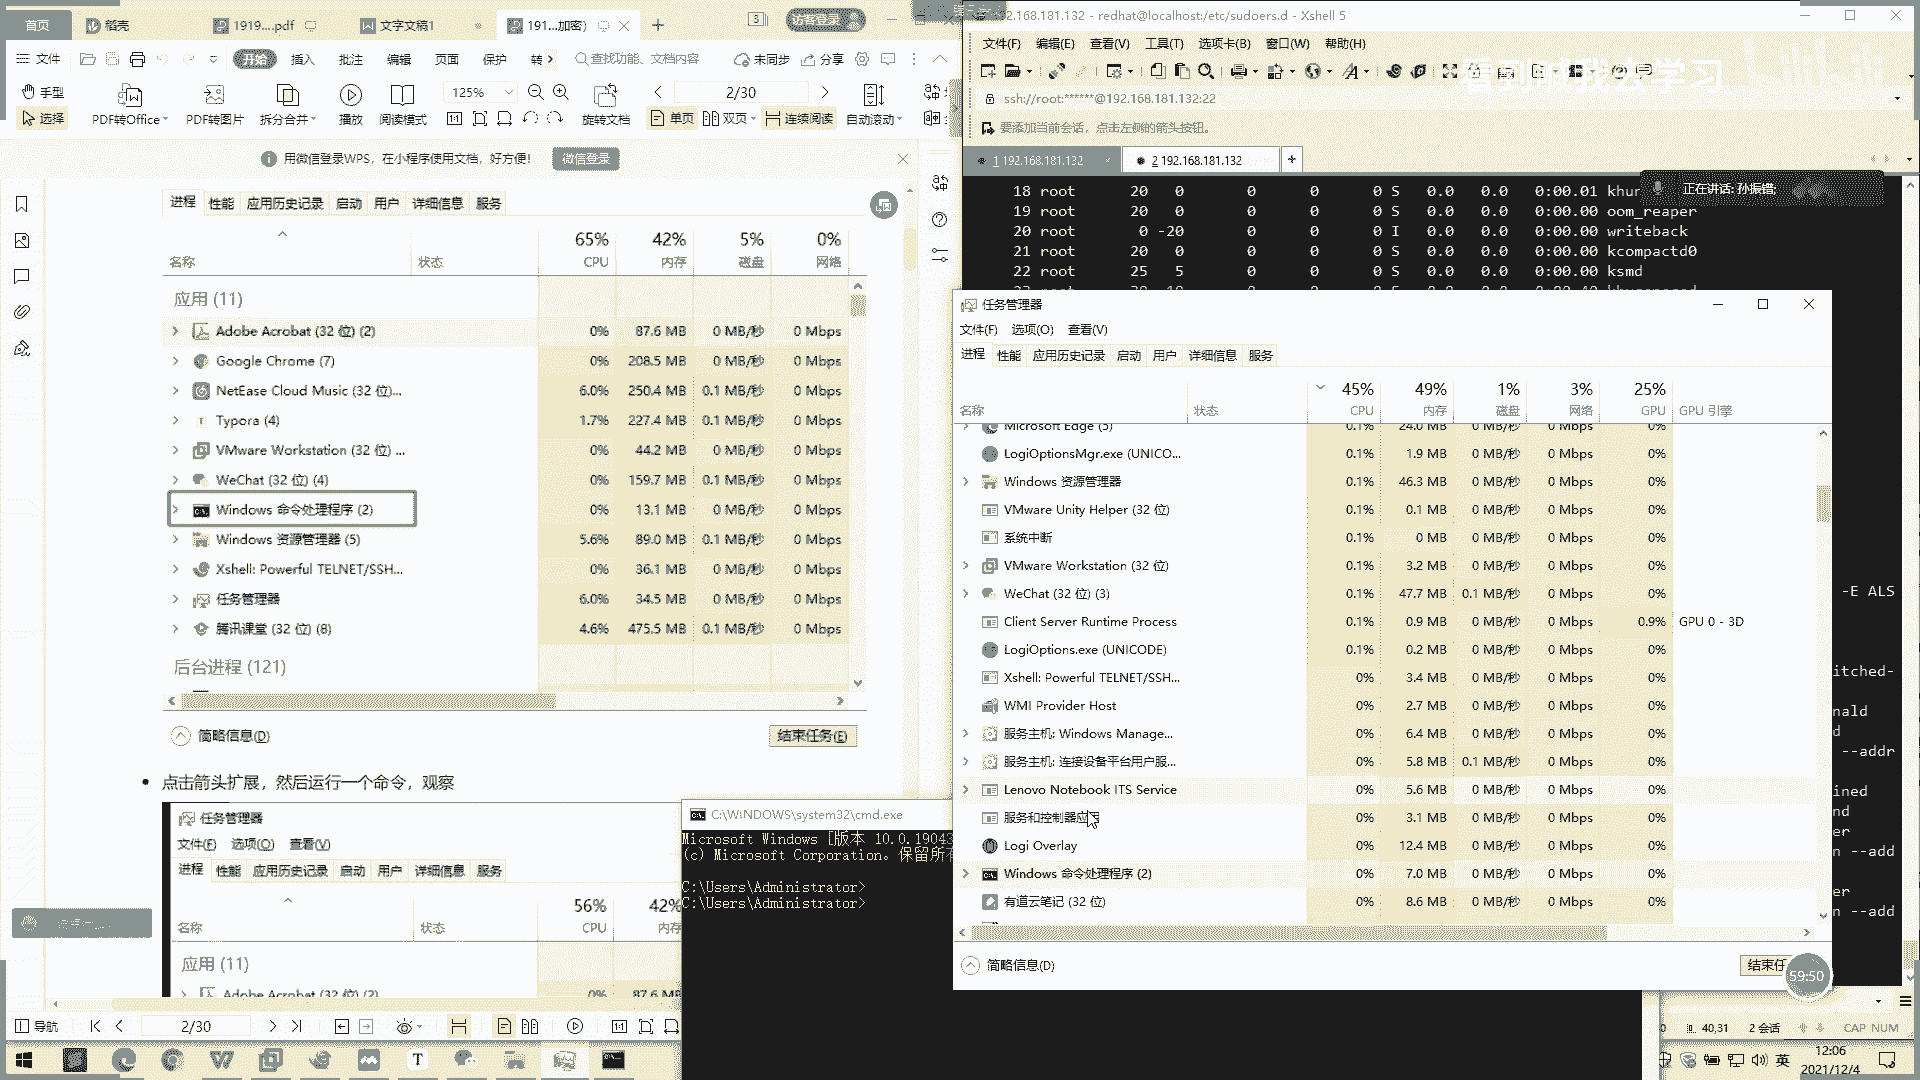 首页 稻壳 1919....pdf 文字文稿1 191...加密) 3 访客登录
文件 开始 插入 批注 编辑 页面 保护 转 查找功能、文档内容 未同步 分享
手型 选择 PDF转Office PDF转图片 拆分合并 播放 阅读模式 125% 旋转文档 2/30 单页 双页 连续阅读 自动滚动
用微信登录WPS，在小程序使用文档，好方便! 微信登录
进程 性能 应用历史记录 启动 用户 详细信息 服务
65% 42% 5% 0%
名称 状态 CPU 内存 磁盘 网络
应用 (11)
Adobe Acrobat (32 位) (2) 0% 87.6 MB 0 MB/秒 0 Mbps
Google Chrome (7) 0% 208.5 MB 0 MB/秒 0 Mbps
NetEase Cloud Music (32 位)... 6.0% 250.4 MB 0.1 MB/秒 0 Mbps
Typora (4) 1.7% 227.4 MB 0.1 MB/秒 0 Mbps
VMware Workstation (32 位) ... 0% 44.2 MB 0 MB/秒 0 Mbps
WeChat (32 位) (4) 0% 159.7 MB 0.1 MB/秒 0 Mbps
Windows 命令处理程序 (2) 0% 13.1 MB 0 MB/秒 0 Mbps
Windows 资源管理器 (5) 5.6% 89.0 MB 0.1 MB/秒 0 Mbps
Xshell: Powerful TELNET/SSH... 0% 36.1 MB 0 MB/秒 0 Mbps
任务管理器 6.0% 34.5 MB 0 MB/秒 0 Mbps
腾讯课堂 (32 位) (8) 4.6% 475.5 MB 0.1 MB/秒 0 Mbps
后台进程 (121)
简略信息(D) 结束任务(E)
• 点击箭头扩展，然后运行一个命令，观察
任务管理器
文件(F) 选项(O) 查看(V)
进程 性能 应用历史记录 启动 用户 详细信息 服务
56% 42%
名称 状态 CPU 内存
应用 (11)
Adobe Acrobat (32 位) (2) 0% 87.6 MB
导航 2/30
C:\WINDOWS\system32\cmd.exe
Microsoft Windows [版本 10.0.19043
(c) Microsoft Corporation。保留所有
C:\Users\Administrator>
C:\Users\Administrator>
192.168.181.132 - redhat@localhost:/etc/sudoers.d - Xshell 5
文件(F) 编辑(E) 查看(V) 工具(T) 选项卡(B) 窗口(W) 帮助(H)
看到喊我去学习
ssh://root:******@192.168.181.132:22
要添加当前会话，点击左侧的箭头按钮。
1 192.168.181.132 2 192.168.181.132
正在讲话: 孙振锴;
18 root 20 0 0 0 0 S 0.0 0.0 0:00.01
19 root 20 0 0 0 0 S 0.0 0.0 0:00.00 oom_reaper
20 root 0 -20 0 0 0 I 0.0 0.0 0:00.00 writeback
21 root 20 0 0 0 0 S 0.0 0.0 0:00.00 kcompactd0
22 root 25 5 0 0 0 S 0.0 0.0 0:00.00 ksmd
-E ALS
itched-
nald
d
--addr
ined
nd
er
n --add
er
n --add
任务管理器
文件(F) 选项(O) 查看(V)
进程 性能 应用历史记录 启动 用户 详细信息 服务
45% 49% 1% 3% 25%
名称 状态 CPU 内存 磁盘 网络 GPU GPU 引擎
Microsoft Edge (5) 0.1% 24.0 MB 0 MB/秒 0 Mbps 0%
LogiOptionsMgr.exe (UNICO... 0.1% 1.9 MB 0 MB/秒 0 Mbps 0%
Windows 资源管理器 0.1% 46.3 MB 0 MB/秒 0 Mbps 0%
VMware Unity Helper (32 位) 0.1% 0.1 MB 0 MB/秒 0 Mbps 0%
系统中断 0.1% 0 MB 0 MB/秒 0 Mbps 0%
VMware Workstation (32 位) 0.1% 3.2 MB 0 MB/秒 0 Mbps 0%
WeChat (32 位) (3) 0.1% 47.7 MB 0.1 MB/秒 0 Mbps 0%
Client Server Runtime Process 0.1% 0.9 MB 0 MB/秒 0 Mbps 0.9% GPU 0 - 3D
LogiOptions.exe (UNICODE) 0.1% 0.2 MB 0 MB/秒 0 Mbps 0%
Xshell: Powerful TELNET/SSH... 0% 3.4 MB 0 MB/秒 0 Mbps 0%
WMI Provider Host 0% 2.7 MB 0 MB/秒 0 Mbps 0%
服务主机: Windows Manage... 0% 6.4 MB 0 MB/秒 0 Mbps 0%
服务主机: 连接设备平台用户服... 0% 5.8 MB 0.1 MB/秒 0 Mbps 0%
Lenovo Notebook ITS Service 0% 5.6 MB 0 MB/秒 0 Mbps 0%
服务和控制器应用 0% 3.1 MB 0 MB/秒 0 Mbps 0%
Logi Overlay 0% 12.4 MB 0 MB/秒 0 Mbps 0%
Windows 命令处理程序 (2) 0% 7.0 MB 0 MB/秒 0 Mbps 0%
有道云笔记 (32 位) 0% 8.6 MB 0 MB/秒 0 Mbps 0%
简略信息(D) 结束任
59:50
40,31 2 会话 CAP NUM
英 12:06
2021/12/4